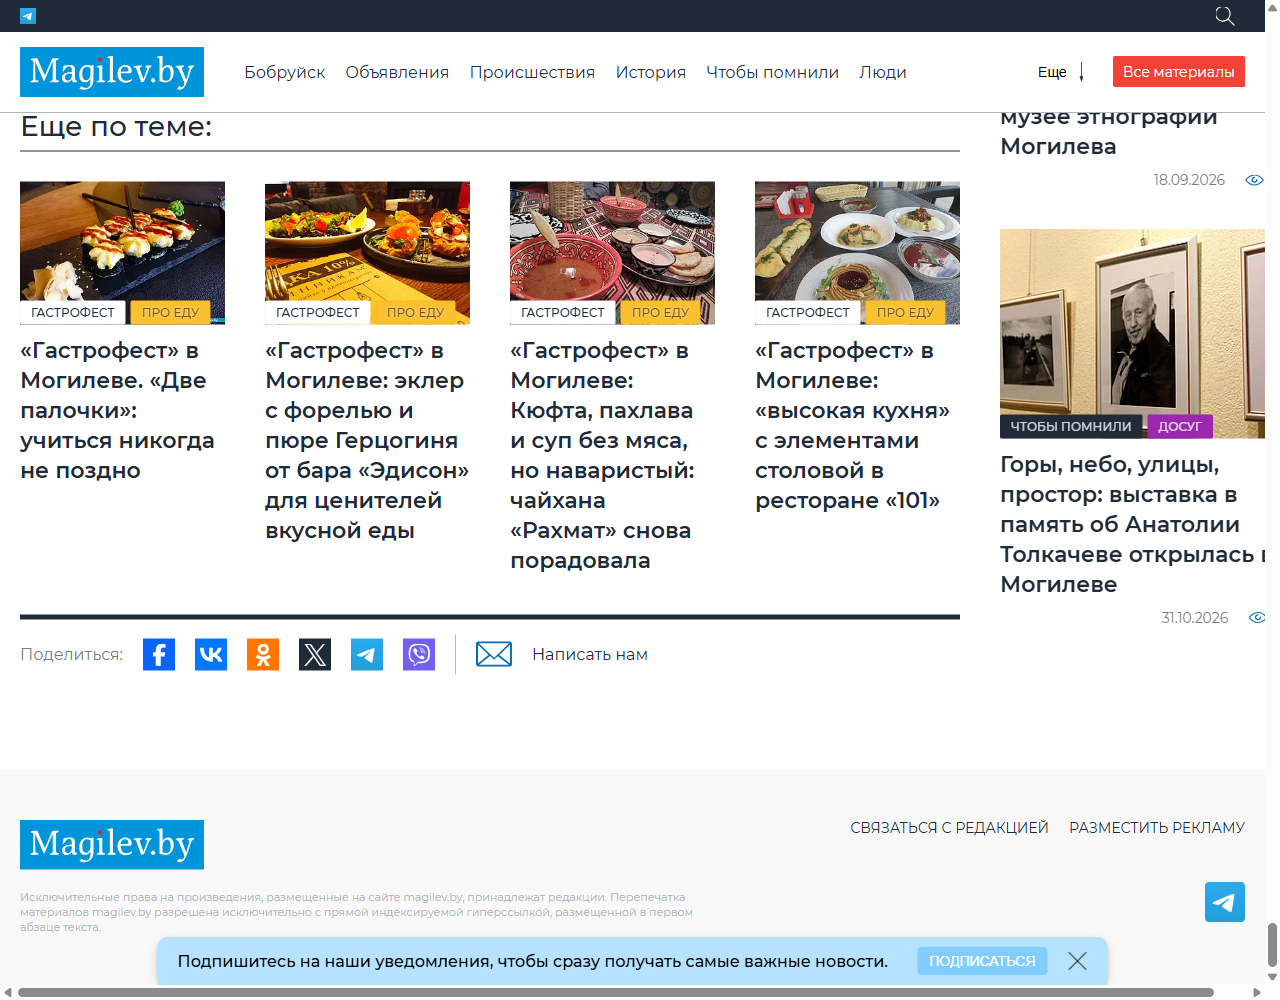 Magilev.by
Бобруйск
Объявления
Происшествия
История
Чтобы помнили
Люди
Еще
Все материалы
Еще по теме:
ГАСТРОФЕСТ
ПРО ЕДУ
«Гастрофест» в
Могилеве. «Две
палочки»:
учиться никогда
не поздно
ГАСТРОФЕСТ
ПРО ЕДУ
«Гастрофест» в
Могилеве: эклер
с форелью и
пюре Герцогиня
от бара «Эдисон»
для ценителей
вкусной еды
ГАСТРОФЕСТ
ПРО ЕДУ
«Гастрофест» в
Могилеве:
Кюфта, пахлава
и суп без мяса,
но наваристый:
чайхана
«Рахмат» снова
порадовала
ГАСТРОФЕСТ
ПРО ЕДУ
«Гастрофест» в
Могилеве:
«высокая кухня»
с элементами
столовой в
ресторане «101»
музее этнографии
Могилева
18.09.2026
ЧТОБЫ ПОМНИЛИ
ДОСУГ
Горы, небо, улицы,
простор: выставка в
память об Анатолии
Толкачеве открылась в
Могилеве
31.10.2026
Поделиться:
Написать нам
Magilev.by
СВЯЗАТЬСЯ С РЕДАКЦИЕЙ
РАЗМЕСТИТЬ РЕКЛАМУ
Исключительные права на произведения, размещенные на сайте magilev.by, принадлежат редакции. Перепечатка
материалов magilev.by разрешена исключительно с прямой индексируемой гиперссылкой, размещенной в первом
абзаце текста.
Подпишитесь на наши уведомления, чтобы сразу получать самые важные новости.
ПОДПИСАТЬСЯ